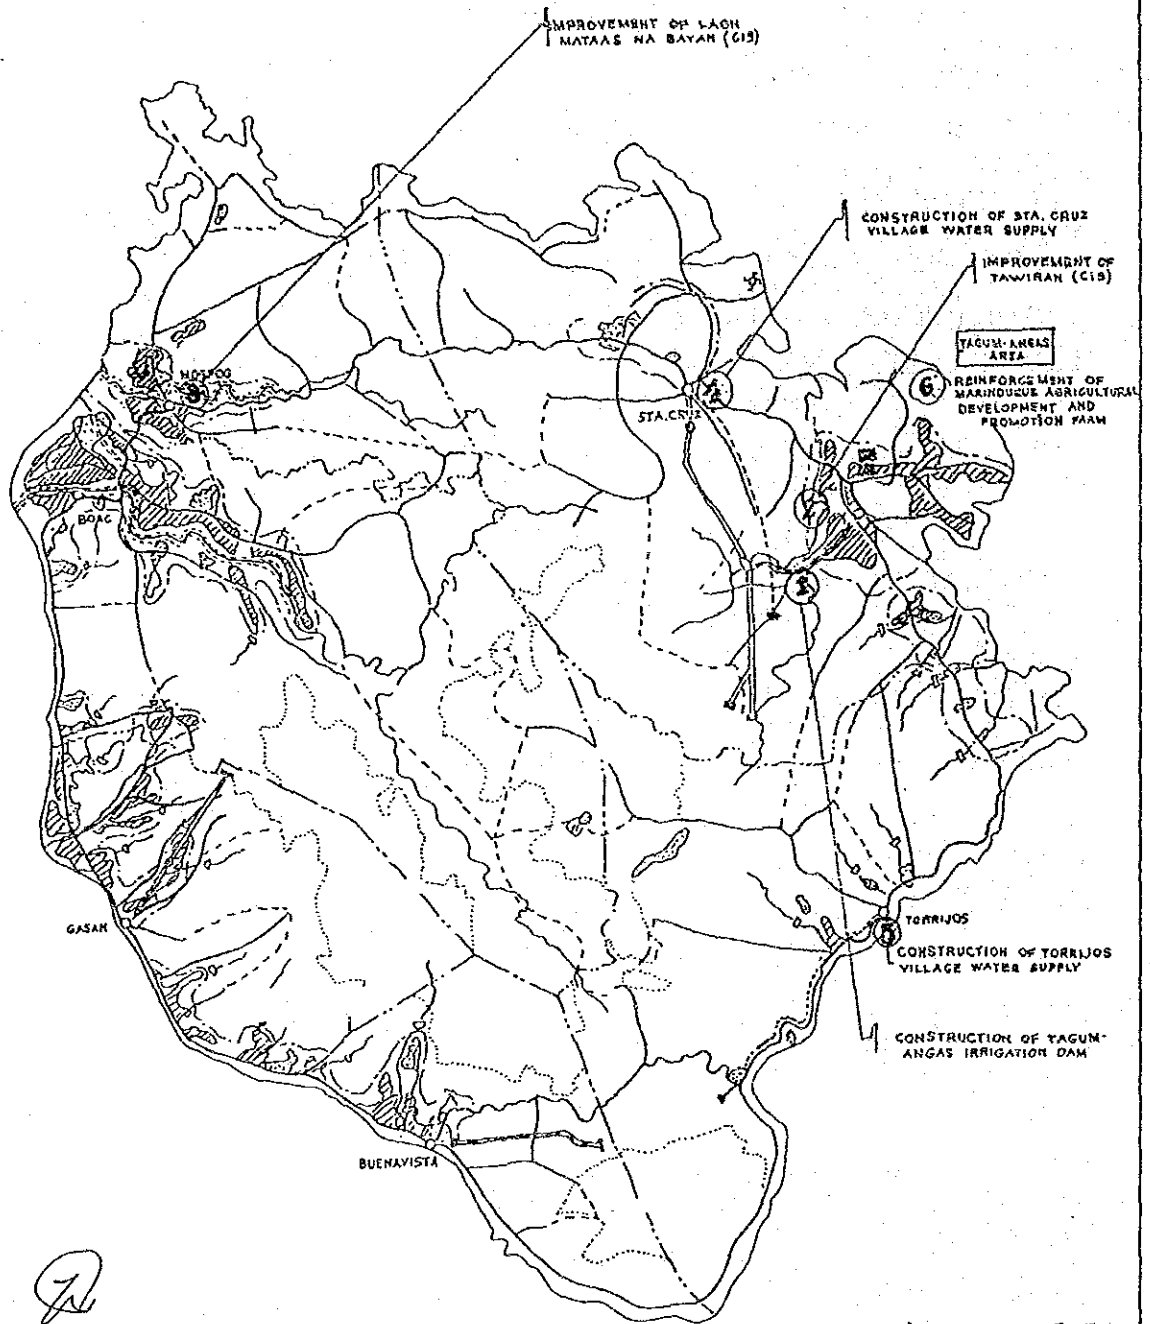 IMPROVEMENT OF LAON
MATAAS NA BAYAN (CIS)
CONSTRUCTION OF STA. CRUZ
VILLAGE WATER SUPPLY
IMPROVEMENT OF
TAWIRAN (CIS)
TAGUM-ANGAS
AREA
6
REINFORCEMENT OF
MARINDUQUE AGRICULTURAL
DEVELOPMENT AND
PROMOTION FARM
MOGPOG
3
STA. CRUZ
BOAC
1
GASAN
TORRIJOS
5
CONSTRUCTION OF TORRIJOS
VILLAGE WATER SUPPLY
CONSTRUCTION OF TAGUM-
ANGAS IRRIGATION DAM
BUENAVISTA